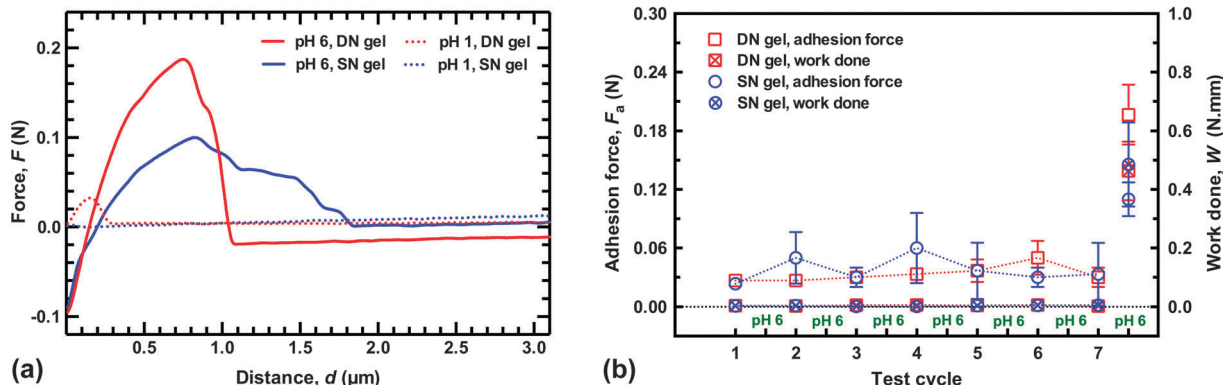 0.2
0.1
0.0
-0.1
Force, F (N)
pH 6, DN gel
pH 1, DN gel
pH 6, SN gel
pH 1, SN gel
0.5 1.0 1.5 2.0 2.5 3.0
Distance, d (µm)
(a)
0.30
0.24
0.18
0.12
0.06
0.00
Adhesion force, Fa (N)
DN gel, adhesion force
DN gel, work done
SN gel, adhesion force
SN gel, work done
1.0
0.8
0.6
0.4
0.2
0.0
Work done, W (N.mm)
pH 6 pH 6 pH 6 pH 6 pH 6 pH 6 pH 6
1 2 3 4 5 6 7
Test cycle
(b)